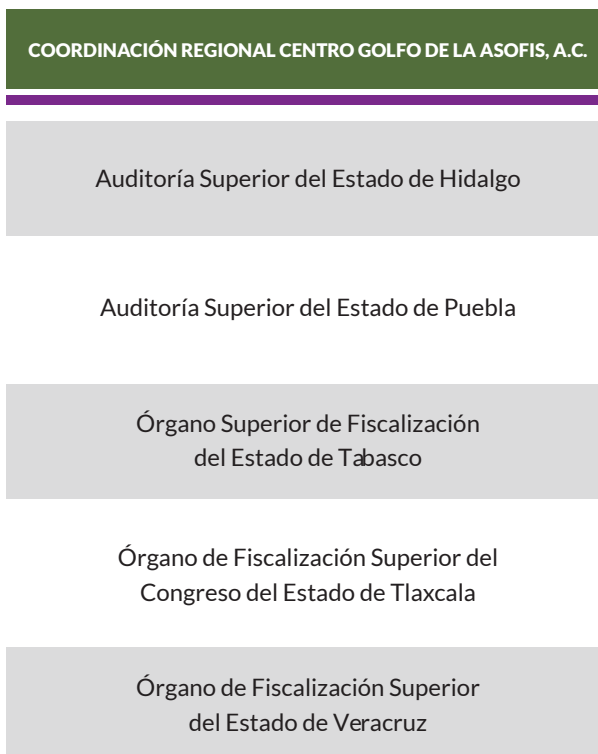 COORDINACIÓN REGIONAL CENTRO GOLFO DE LA ASOFIS, A.C.
Auditoría Superior del Estado de Hidalgo
Auditoría Superior del Estado de Puebla
Órgano Superior de Fiscalización
del Estado de Tabasco
Órgano de Fiscalización Superior del
Congreso del Estado de Tlaxcala
Órgano de Fiscalización Superior
del Estado de Veracruz